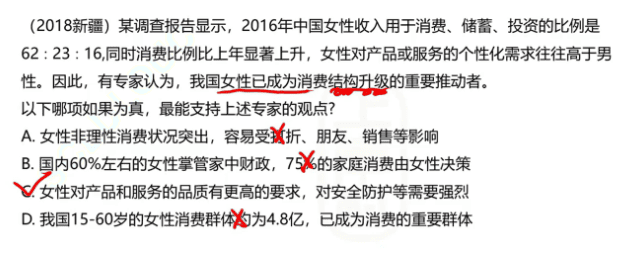 （2018新疆）某调查报告显示，2016年中国女性收入用于消费、储蓄、投资的比例是
62：23：16,同时消费比例比上年显著上升，女性对产品或服务的个性化需求往往高于男
性。因此，有专家认为，我国女性已成为消费结构升级的重要推动者。
以下哪项如果为真，最能支持上述专家的观点?
A. 女性非理性消费状况突出，容易受打折、朋友、销售等影响
B. 国内60%左右的女性掌管家中财政，75%的家庭消费由女性决策
C. 女性对产品和服务的品质有更高的要求，对安全防护等需要强烈
D. 我国15-60岁的女性消费群体约为4.8亿，已成为消费的重要群体